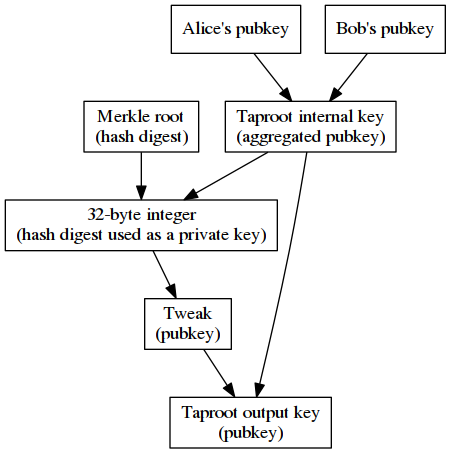 Alice's pubkey
Bob's pubkey
Merkle root
(hash digest)
Taproot internal key
(aggregated pubkey)
32-byte integer
(hash digest used as a private key)
Tweak
(pubkey)
Taproot output key
(pubkey)